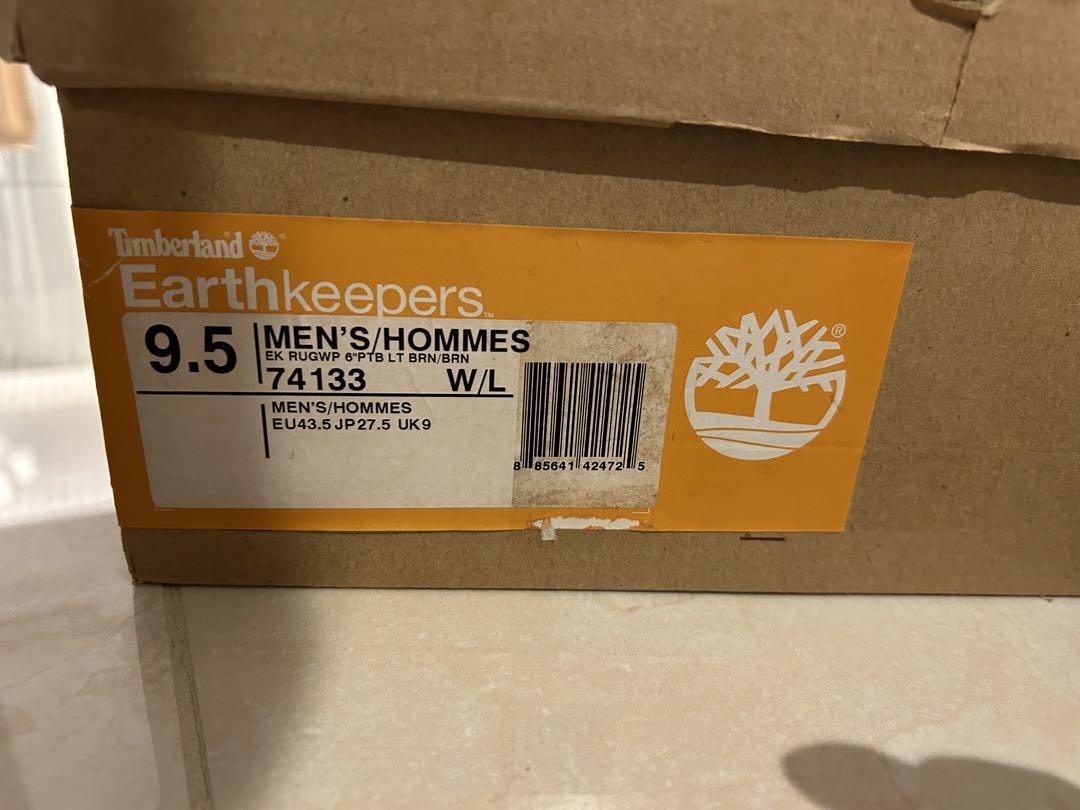 Timberland ®
Earthkeepers™
9.5
MEN'S/HOMMES
EK RUGWP 6"PTB LT BRN/BRN
74133 W/L
MEN'S/HOMMES
EU43.5 JP27.5 UK9
8 85641 42472 5
®